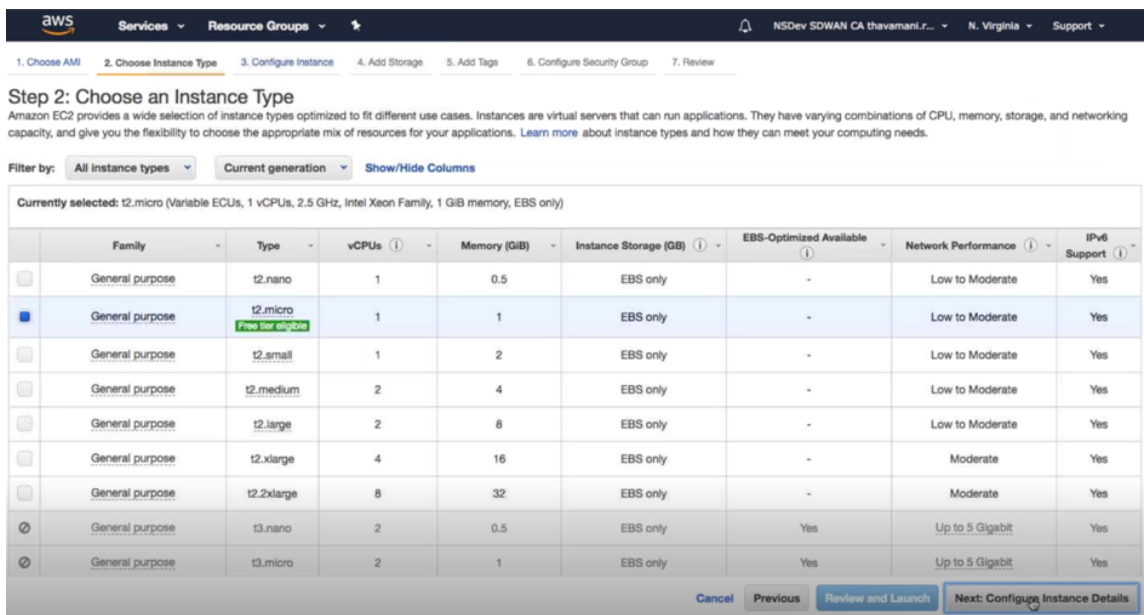 aws Services Resource Groups NSDev SDWAN CA thavamani.r... N. Virginia Support
1. Choose AMI 2. Choose Instance Type 3. Configure Instance 4. Add Storage 5. Add Tags 6. Configure Security Group 7. Review
Step 2: Choose an Instance Type
Amazon EC2 provides a wide selection of instance types optimized to fit different use cases. Instances are virtual servers that can run applications. They have varying combinations of CPU, memory, storage, and networking
capacity, and give you the flexibility to choose the appropriate mix of resources for your applications. Learn more about instance types and how they can meet your computing needs.
Filter by: All instance types Current generation Show/Hide Columns
Currently selected: t2.micro (Variable ECUs, 1 vCPUs, 2.5 GHz, Intel Xeon Family, 1 GiB memory, EBS only)
Family Type vCPUs Memory (GiB) Instance Storage (GB) EBS-Optimized Available Network Performance IPv6 Support
General purpose t2.nano 1 0.5 EBS only - Low to Moderate Yes
General purpose t2.micro Free tier eligible 1 1 EBS only - Low to Moderate Yes
General purpose t2.small 1 2 EBS only - Low to Moderate Yes
General purpose t2.medium 2 4 EBS only - Low to Moderate Yes
General purpose t2.large 2 8 EBS only - Low to Moderate Yes
General purpose t2.xlarge 4 16 EBS only - Moderate Yes
General purpose t2.2xlarge 8 32 EBS only - Moderate Yes
General purpose t3.nano 2 0.5 EBS only Yes Up to 5 Gigabit Yes
General purpose t3.micro 2 1 EBS only Yes Up to 5 Gigabit Yes
Cancel Previous Review and Launch Next: Configure Instance Details